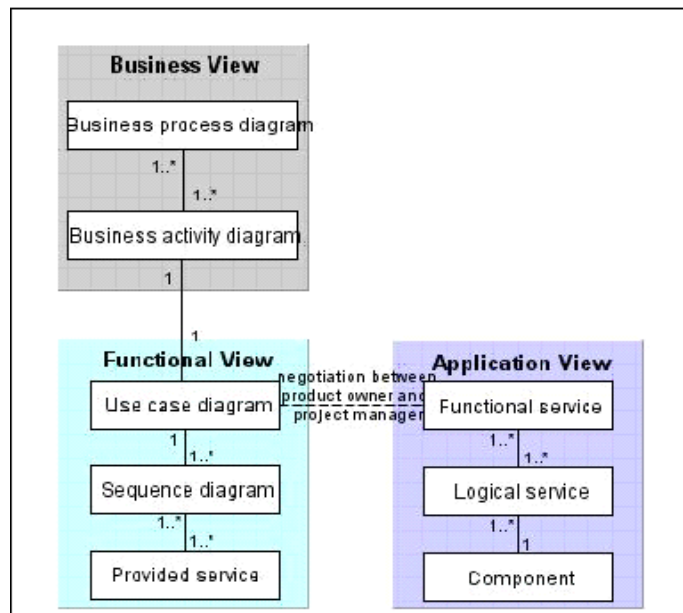 Business View
Business process diagram
1..*
1..*
Business activity diagram
1
1
Functional View
Use case diagram
1
1..*
Sequence diagram
1..*
1..*
Provided service
negotiation between
product owner and
project manager
Application View
Functional service
1..*
1..*
Logical service
1..*
1
Component